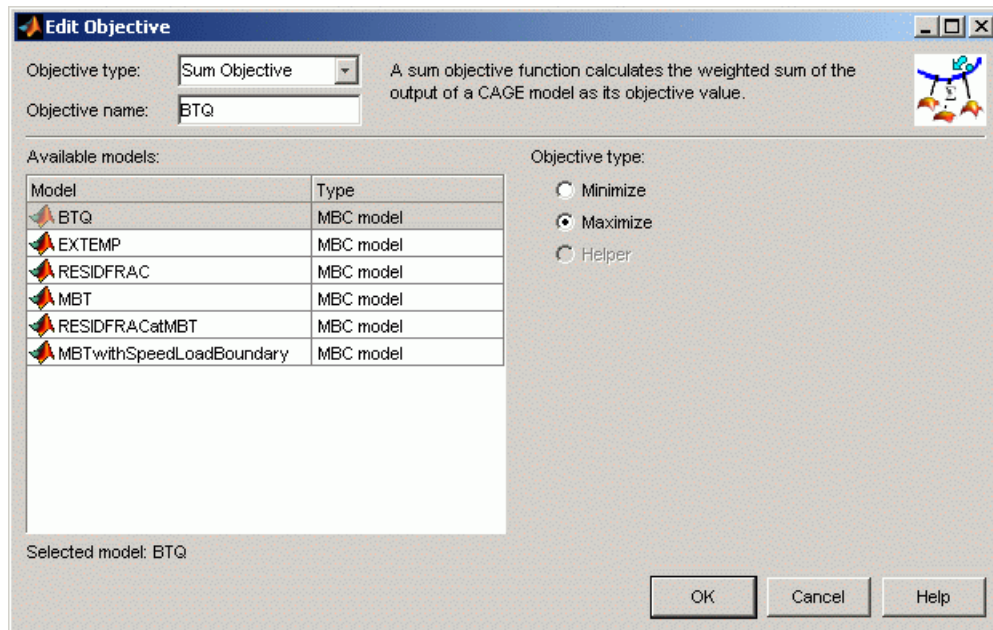 Edit Objective
Objective type: Sum Objective
A sum objective function calculates the weighted sum of the
output of a CAGE model as its objective value.
Objective name: BTQ
Available models:
Model Type
BTQ MBC model
EXTEMP MBC model
RESIDFRAC MBC model
MBT MBC model
RESIDFRACatMBT MBC model
MBTwithSpeedLoadBoundary MBC model
Selected model: BTQ
Objective type:
Minimize
Maximize
Helper
OK Cancel Help